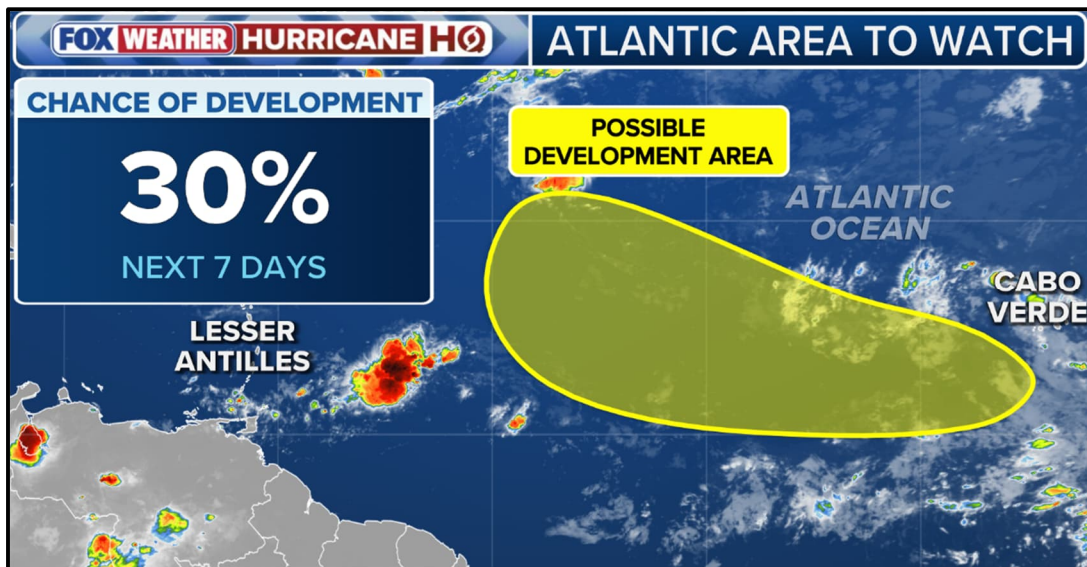 FOX WEATHER HURRICANE HQ
ATLANTIC AREA TO WATCH
CHANCE OF DEVELOPMENT
30%
NEXT 7 DAYS
POSSIBLE
DEVELOPMENT AREA
ATLANTIC
OCEAN
CABO
VERDE
LESSER
ANTILLES